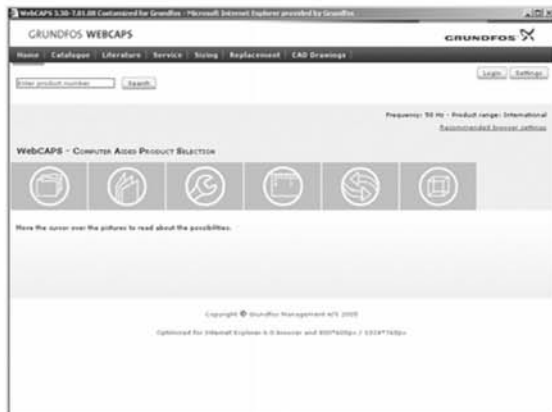 WebCAPS 5.30-7.01.08 Customized for Grundfos - Microsoft Internet Explorer provided by Grundfos
GRUNDFOS WEBCAPS
GRUNDFOS
Home Catalogue Literature Service Sizing Replacement CAD Drawings
Enter product number Search
Login Settings
Frequency: 50 Hz - Product range: International
Recommended browser settings
WebCAPS - Computer Aided Product Selection
Move the cursor over the pictures to read about the possibilities.
Copyright © Grundfos Management A/S 2005
Optimized for Internet Explorer 6.0 browser and 800*600px / 1024*768px